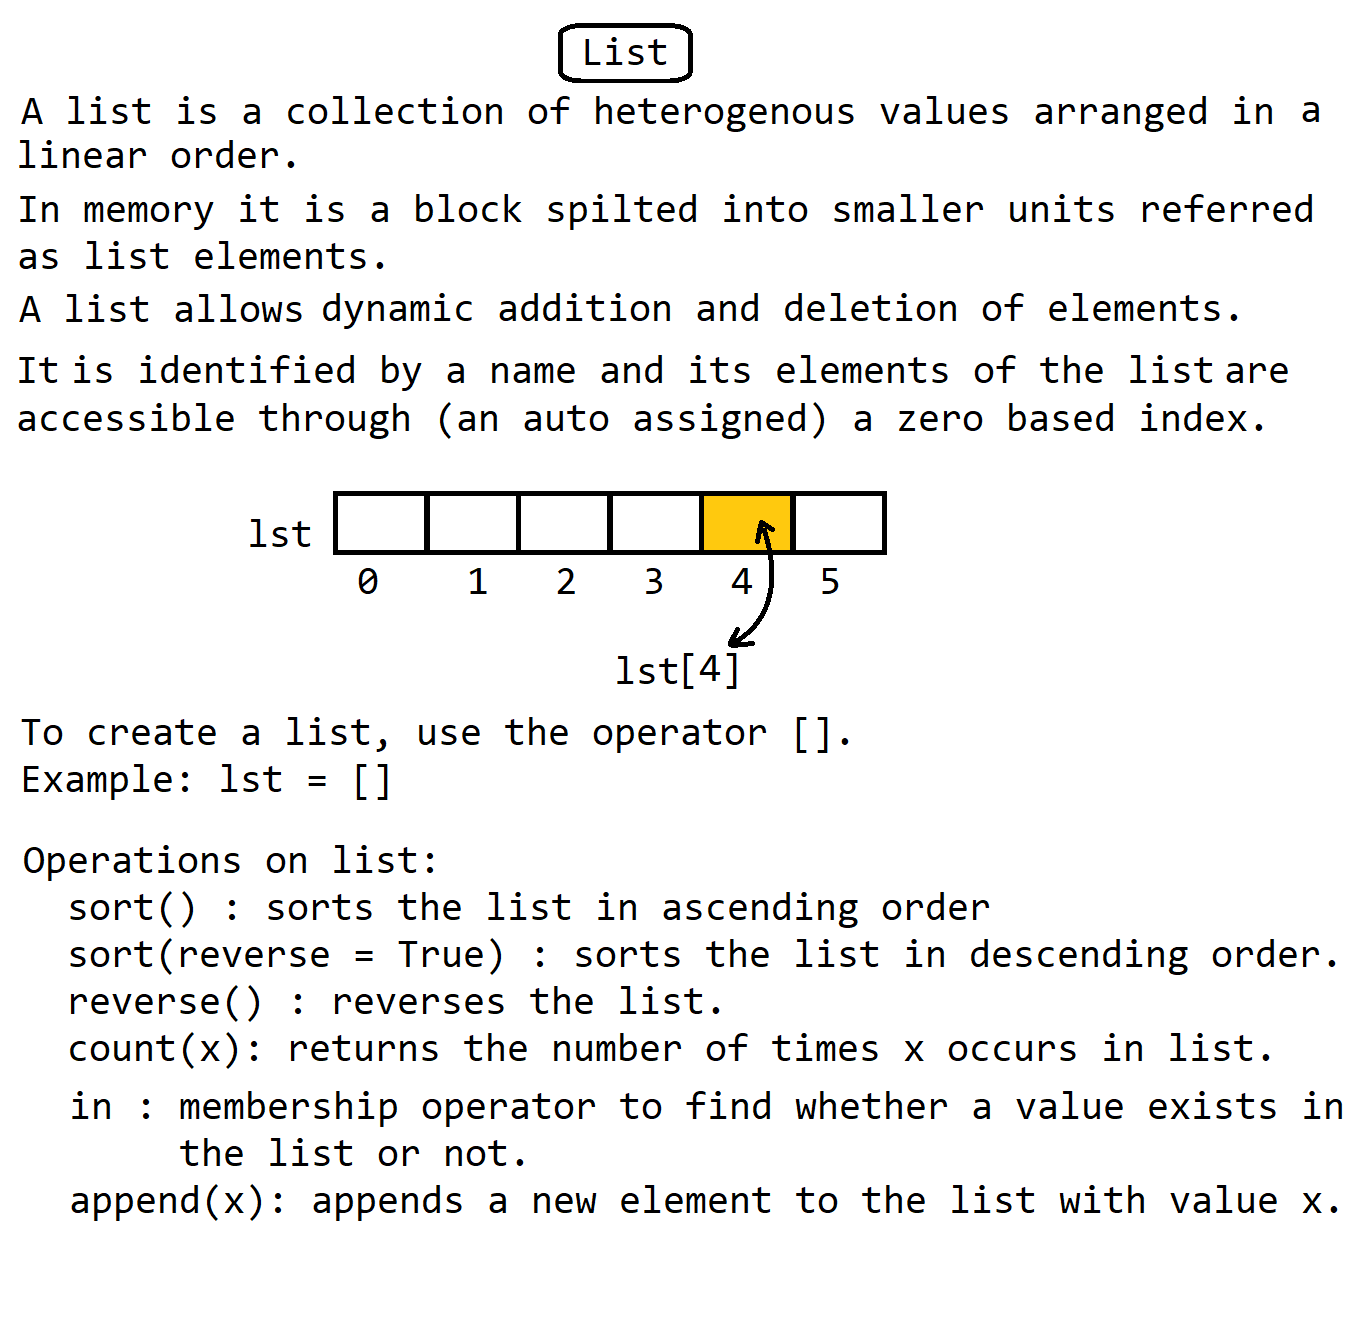 List
A list is a collection of heterogenous values arranged in a
linear order.
In memory it is a block spilted into smaller units referred
as list elements.
A list allows dynamic addition and deletion of elements.
It is identified by a name and its elements of the list are
accessible through (an auto assigned) a zero based index.
lst
0 1 2 3 4 5
lst[4]
To create a list, use the operator [].
Example: lst = []
Operations on list:
sort() : sorts the list in ascending order
sort(reverse = True) : sorts the list in descending order.
reverse() : reverses the list.
count(x): returns the number of times x occurs in list.
in : membership operator to find whether a value exists in
the list or not.
append(x): appends a new element to the list with value x.